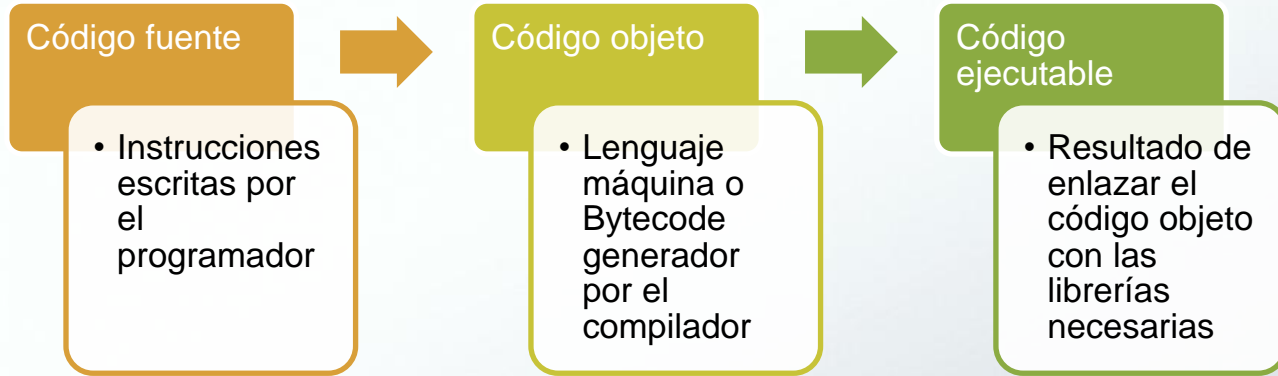 Código fuente
• Instrucciones
escritas por
el
programador
Código objeto
• Lenguaje
máquina o
Bytecode
generador
por el
compilador
Código
ejecutable
• Resultado de
enlazar el
código objeto
con las
librerías
necesarias